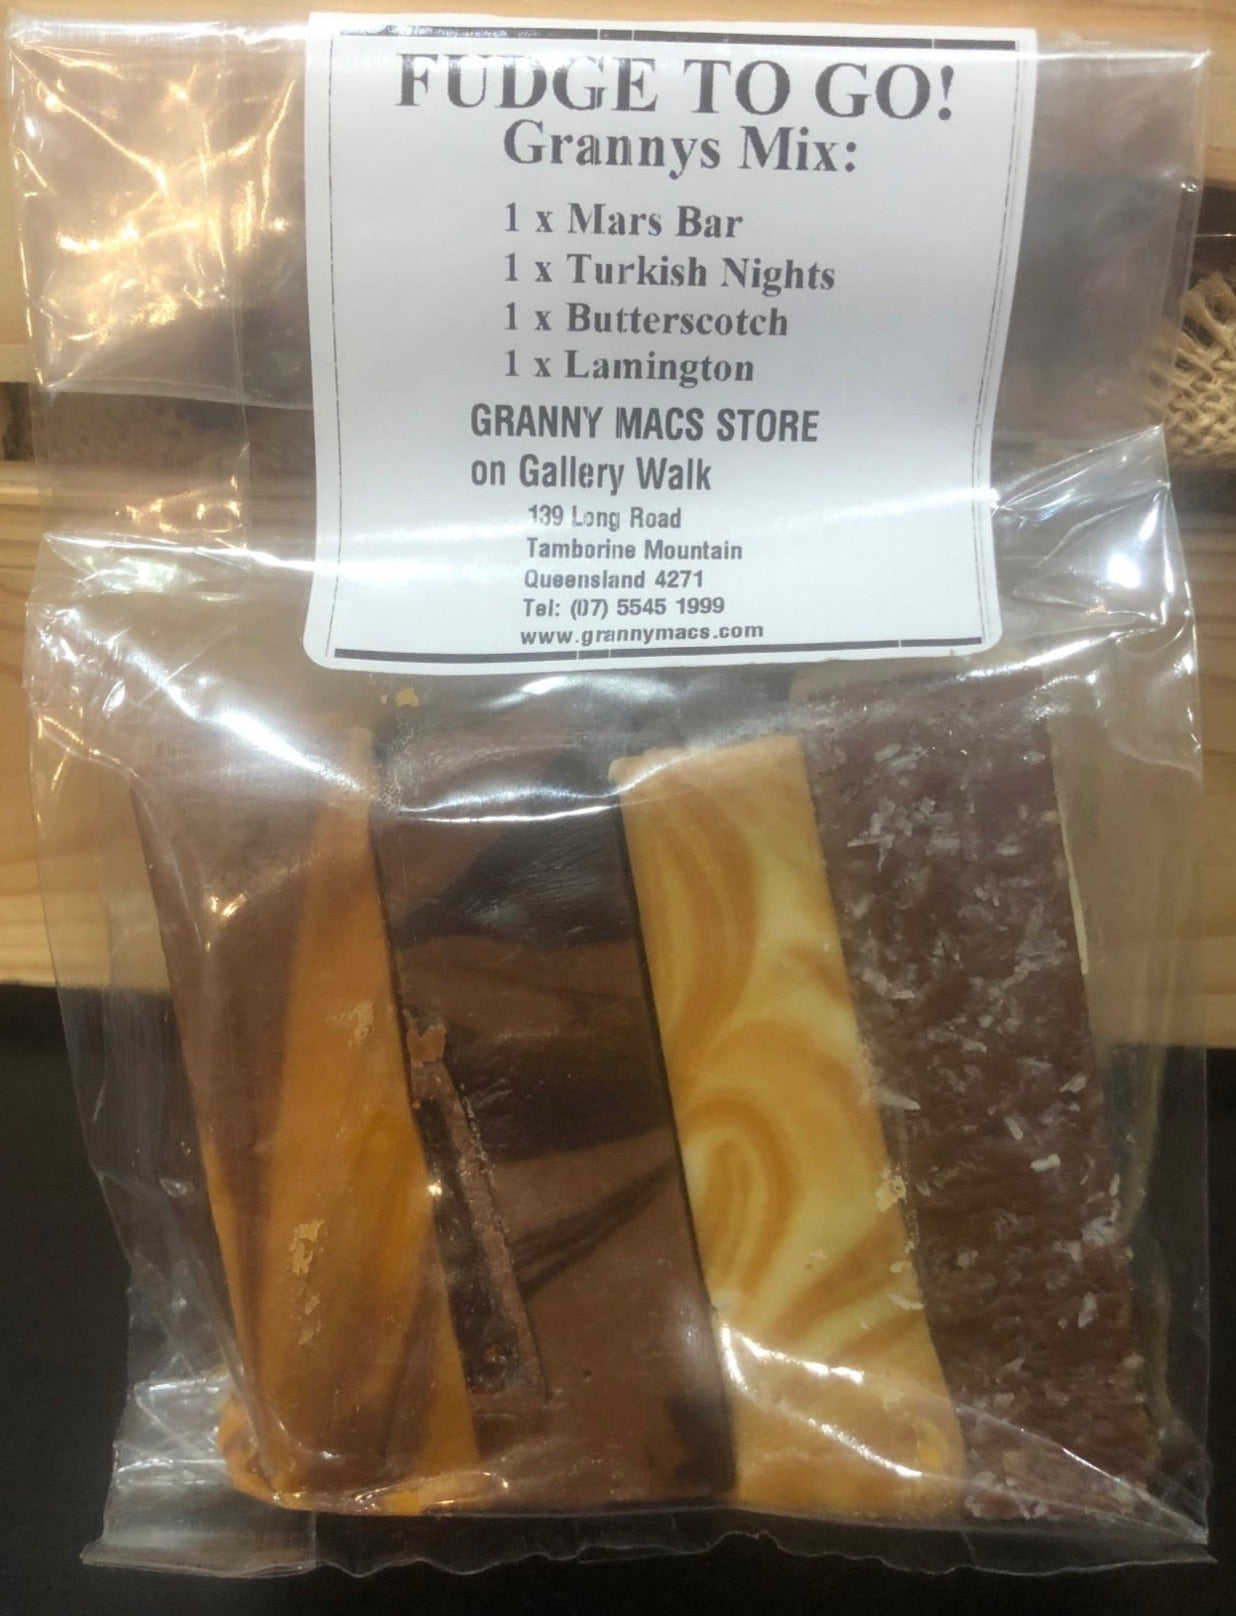 FUDGE TO GO!
Grannys Mix:
1 x Mars Bar
1 x Turkish Nights
1 x Butterscotch
1 x Lamington
GRANNY MACS STORE
on Gallery Walk
139 Long Road
Tamborine Mountain
Queensland 4271
Tel: (07) 5545 1999
www.grannymacs.com